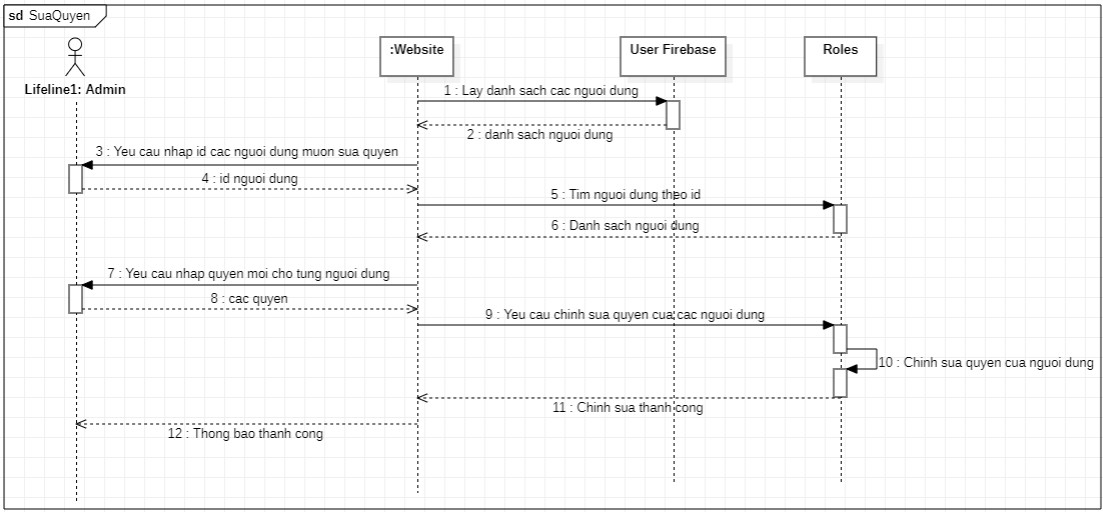 sd SuaQuyen
:Website
User Firebase
Roles
Lifeline1: Admin
1 : Lay danh sach cac nguoi dung
2 : danh sach nguoi dung
3 : Yeu cau nhap id cac nguoi dung muon sua quyen
4 : id nguoi dung
5 : Tim nguoi dung theo id
6 : Danh sach nguoi dung
7 : Yeu cau nhap quyen moi cho tung nguoi dung
8 : cac quyen
9 : Yeu cau chinh sua quyen cua cac nguoi dung
10 : Chinh sua quyen cua nguoi dung
11 : Chinh sua thanh cong
12 : Thong bao thanh cong